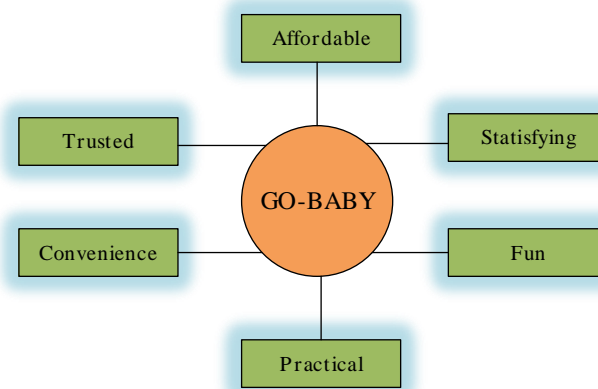 Affordable
Trusted
Statisfying
GO-BABY
Convenience
Fun
Practical